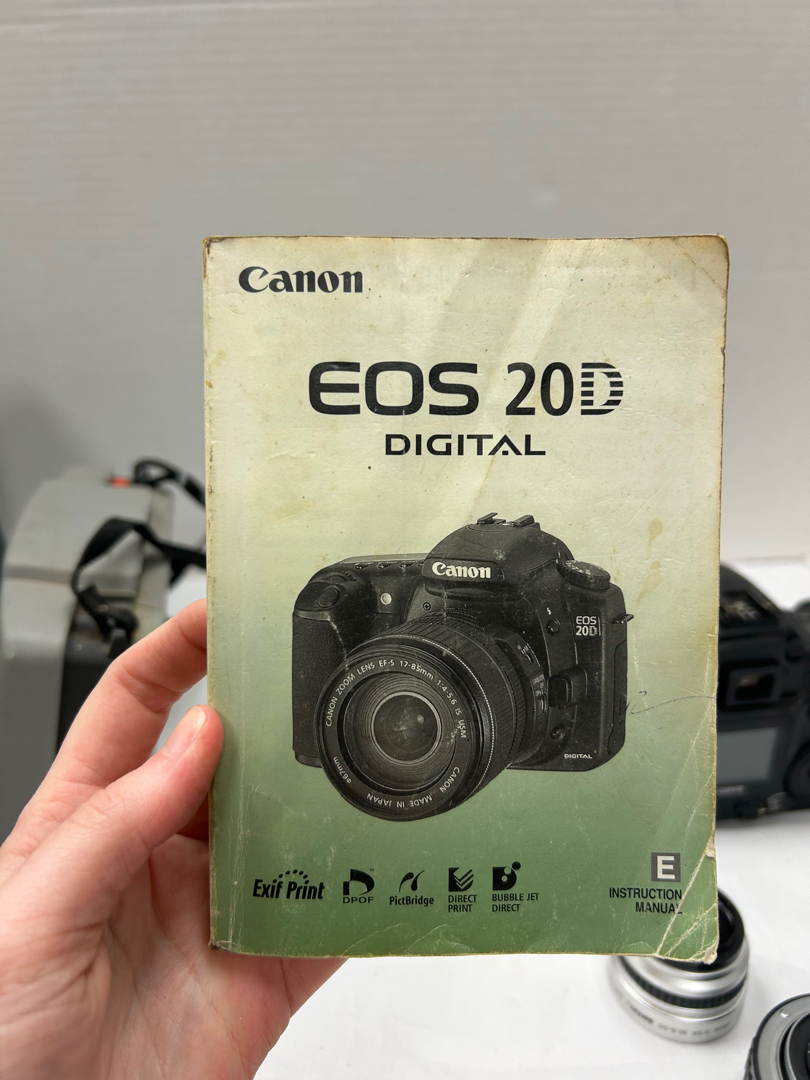 Canon
EOS 20D
DIGITAL
Canon
EOS
20D
CANON ZOOM LENS EF-S 17-85mm 1:4-5.6 IS USM
CANON MADE IN JAPAN
ø67mm
DIGITAL
Exif Print
DPOF
PictBridge
DIRECT
PRINT
BUBBLE JET
DIRECT
E
INSTRUCTION
MANUAL